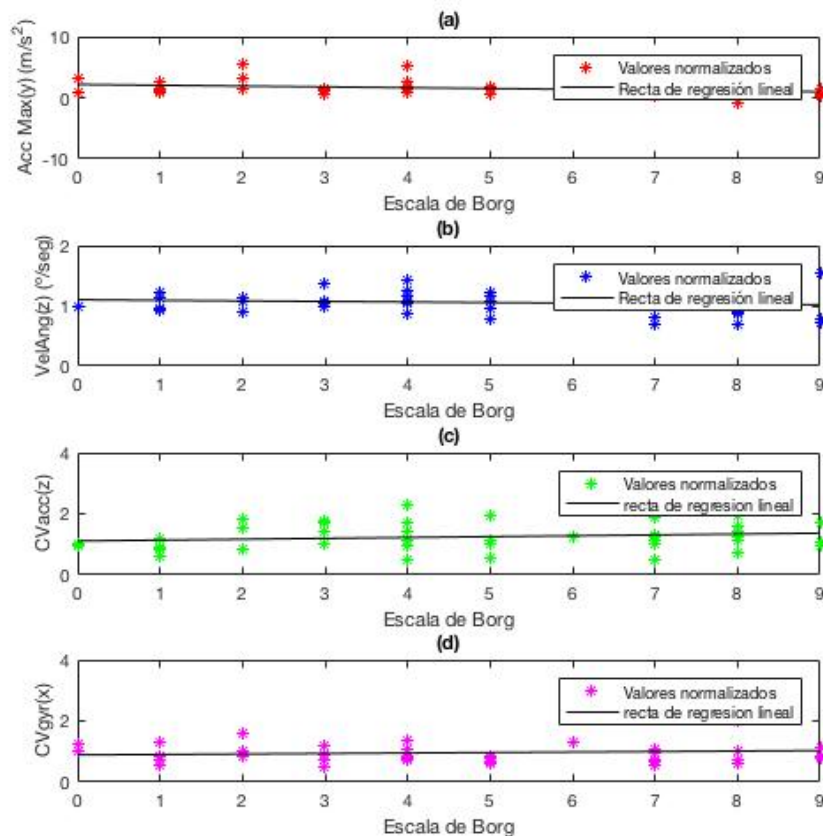 (a)
Acc Max(y) (m/s²)
10
0
-10
Valores normalizados
Recta de regresión lineal
0 1 2 3 4 5 6 7 8 9
Escala de Borg
(b)
VelAng(z) (º/seg)
2
1
0
Valores normalizados
Recta de regresión lineal
0 1 2 3 4 5 6 7 8 9
Escala de Borg
(c)
CVacc(z)
4
2
0
Valores normalizados
recta de regresion lineal
0 1 2 3 4 5 6 7 8 9
Escala de Borg
(d)
CVgyr(x)
4
2
0
Valores normalizados
recta de regresion lineal
0 1 2 3 4 5 6 7 8 9
Escala de Borg